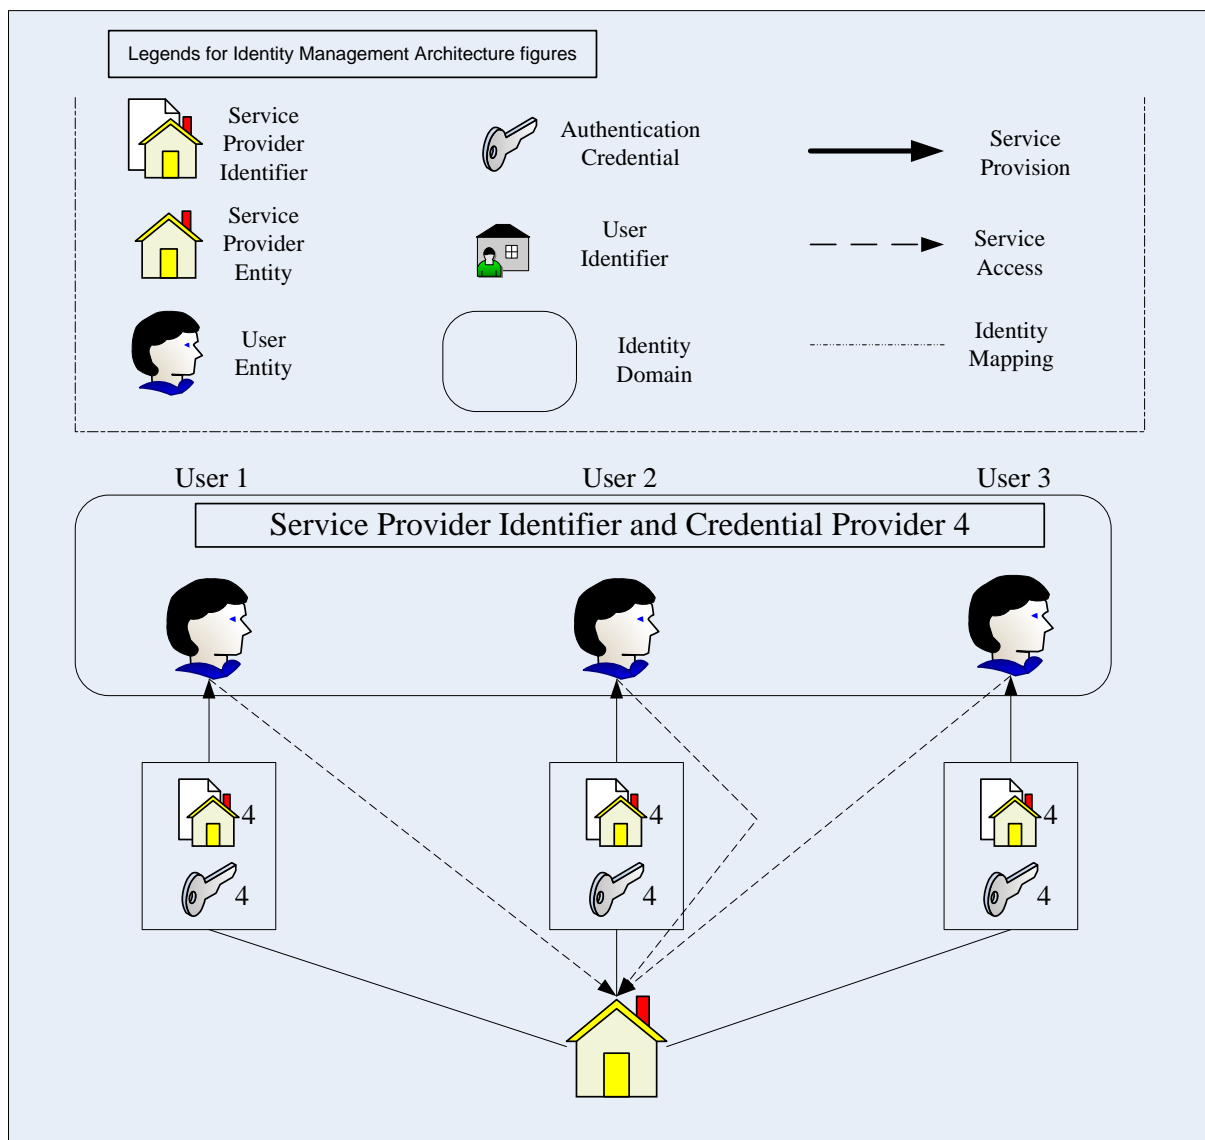 Legends for Identity Management Architecture figures
Service
Provider
Identifier
Authentication
Credential
Service
Provision
Service
Provider
Entity
User
Identifier
Service
Access
User
Entity
Identity
Domain
Identity
Mapping
User 1
User 2
User 3
Service Provider Identifier and Credential Provider 4
4
4
4
4
4
4